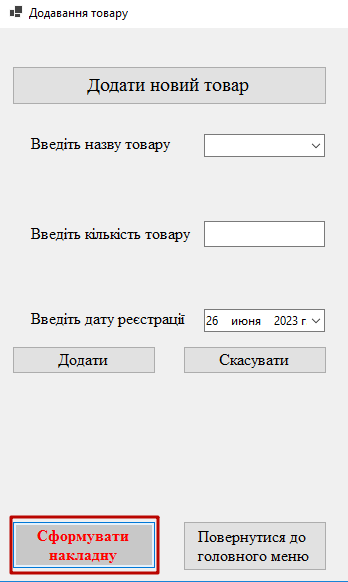 Додавання товару
Додати новий товар
Введіть назву товару
Введіть кількість товару
Введіть дату реєстрації
26 июня 2023 г
Додати
Скасувати
Сформувати
накладну
Повернутися до
головного меню